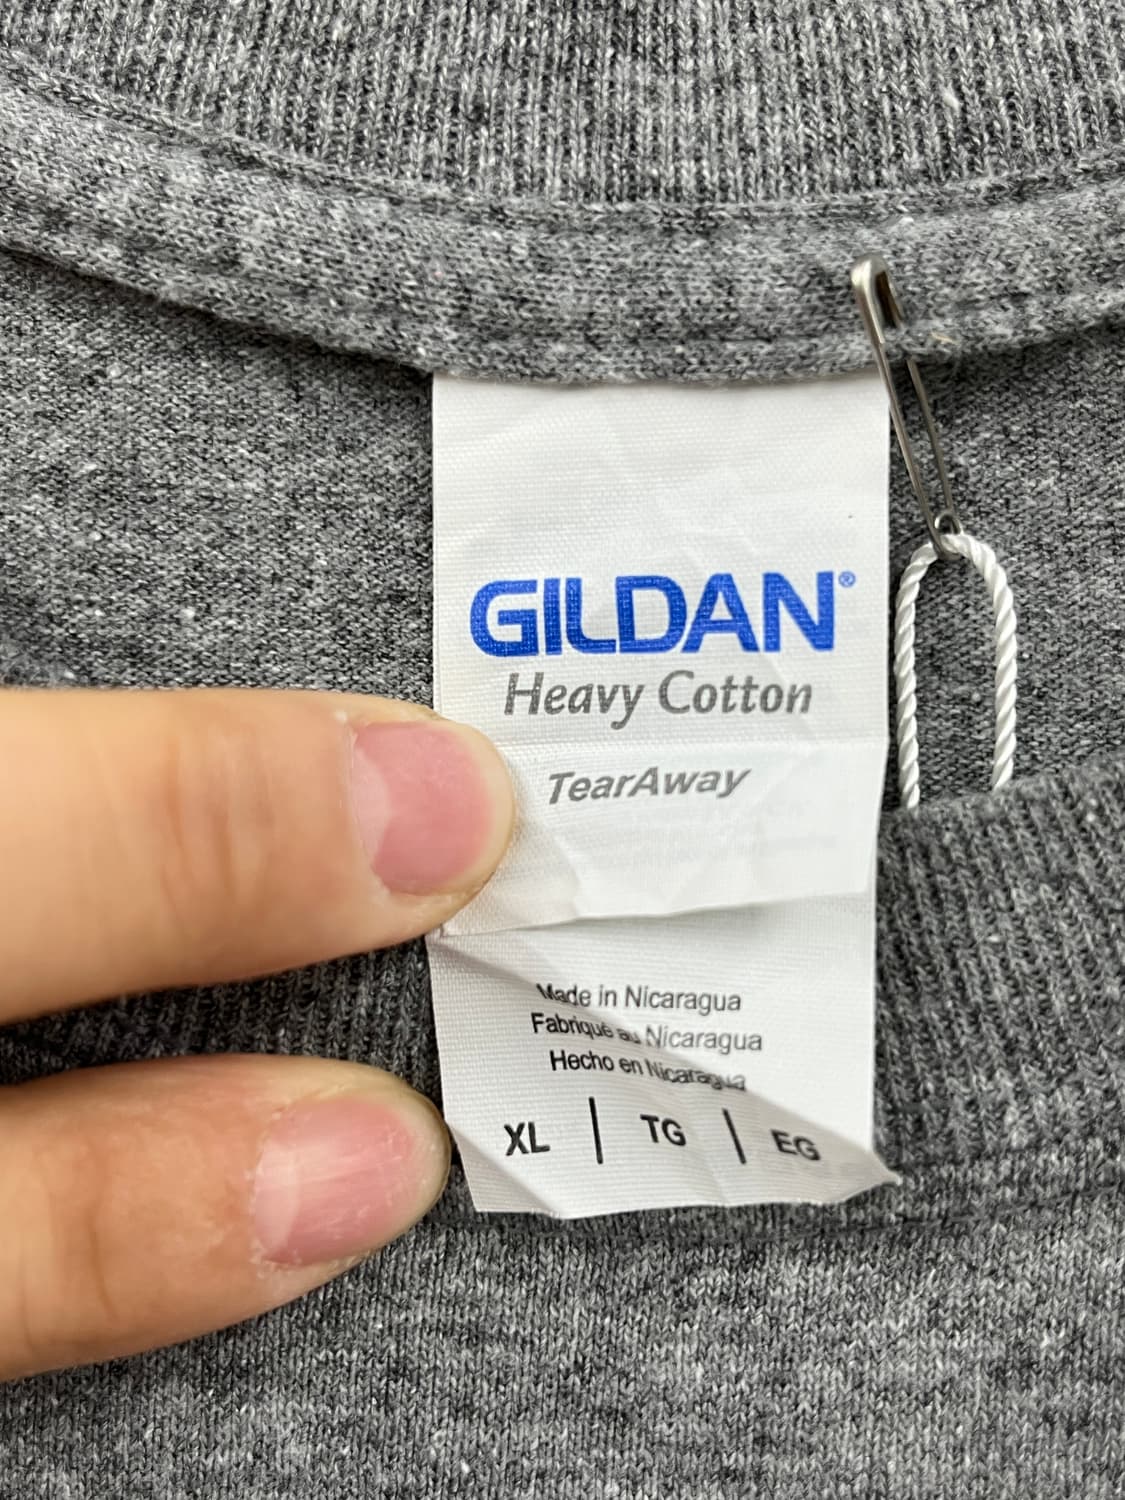 GILDAN®
Heavy Cotton
TearAway
Made in Nicaragua
Fabriqué au Nicaragua
Hecho en Nicaragua
XL | TG | EG